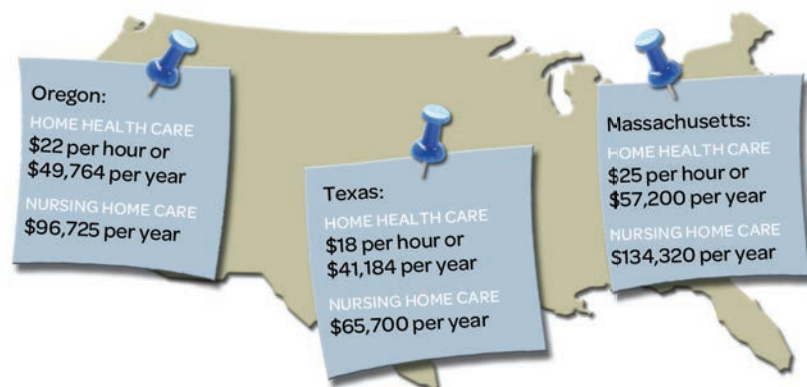 Oregon:
HOME HEALTH CARE
$22 per hour or
$49,764 per year
NURSING HOME CARE
$96,725 per year
Texas:
HOME HEALTH CARE
$18 per hour or
$41,184 per year
NURSING HOME CARE
$65,700 per year
Massachusetts:
HOME HEALTH CARE
$25 per hour or
$57,200 per year
NURSING HOME CARE
$134,320 per year